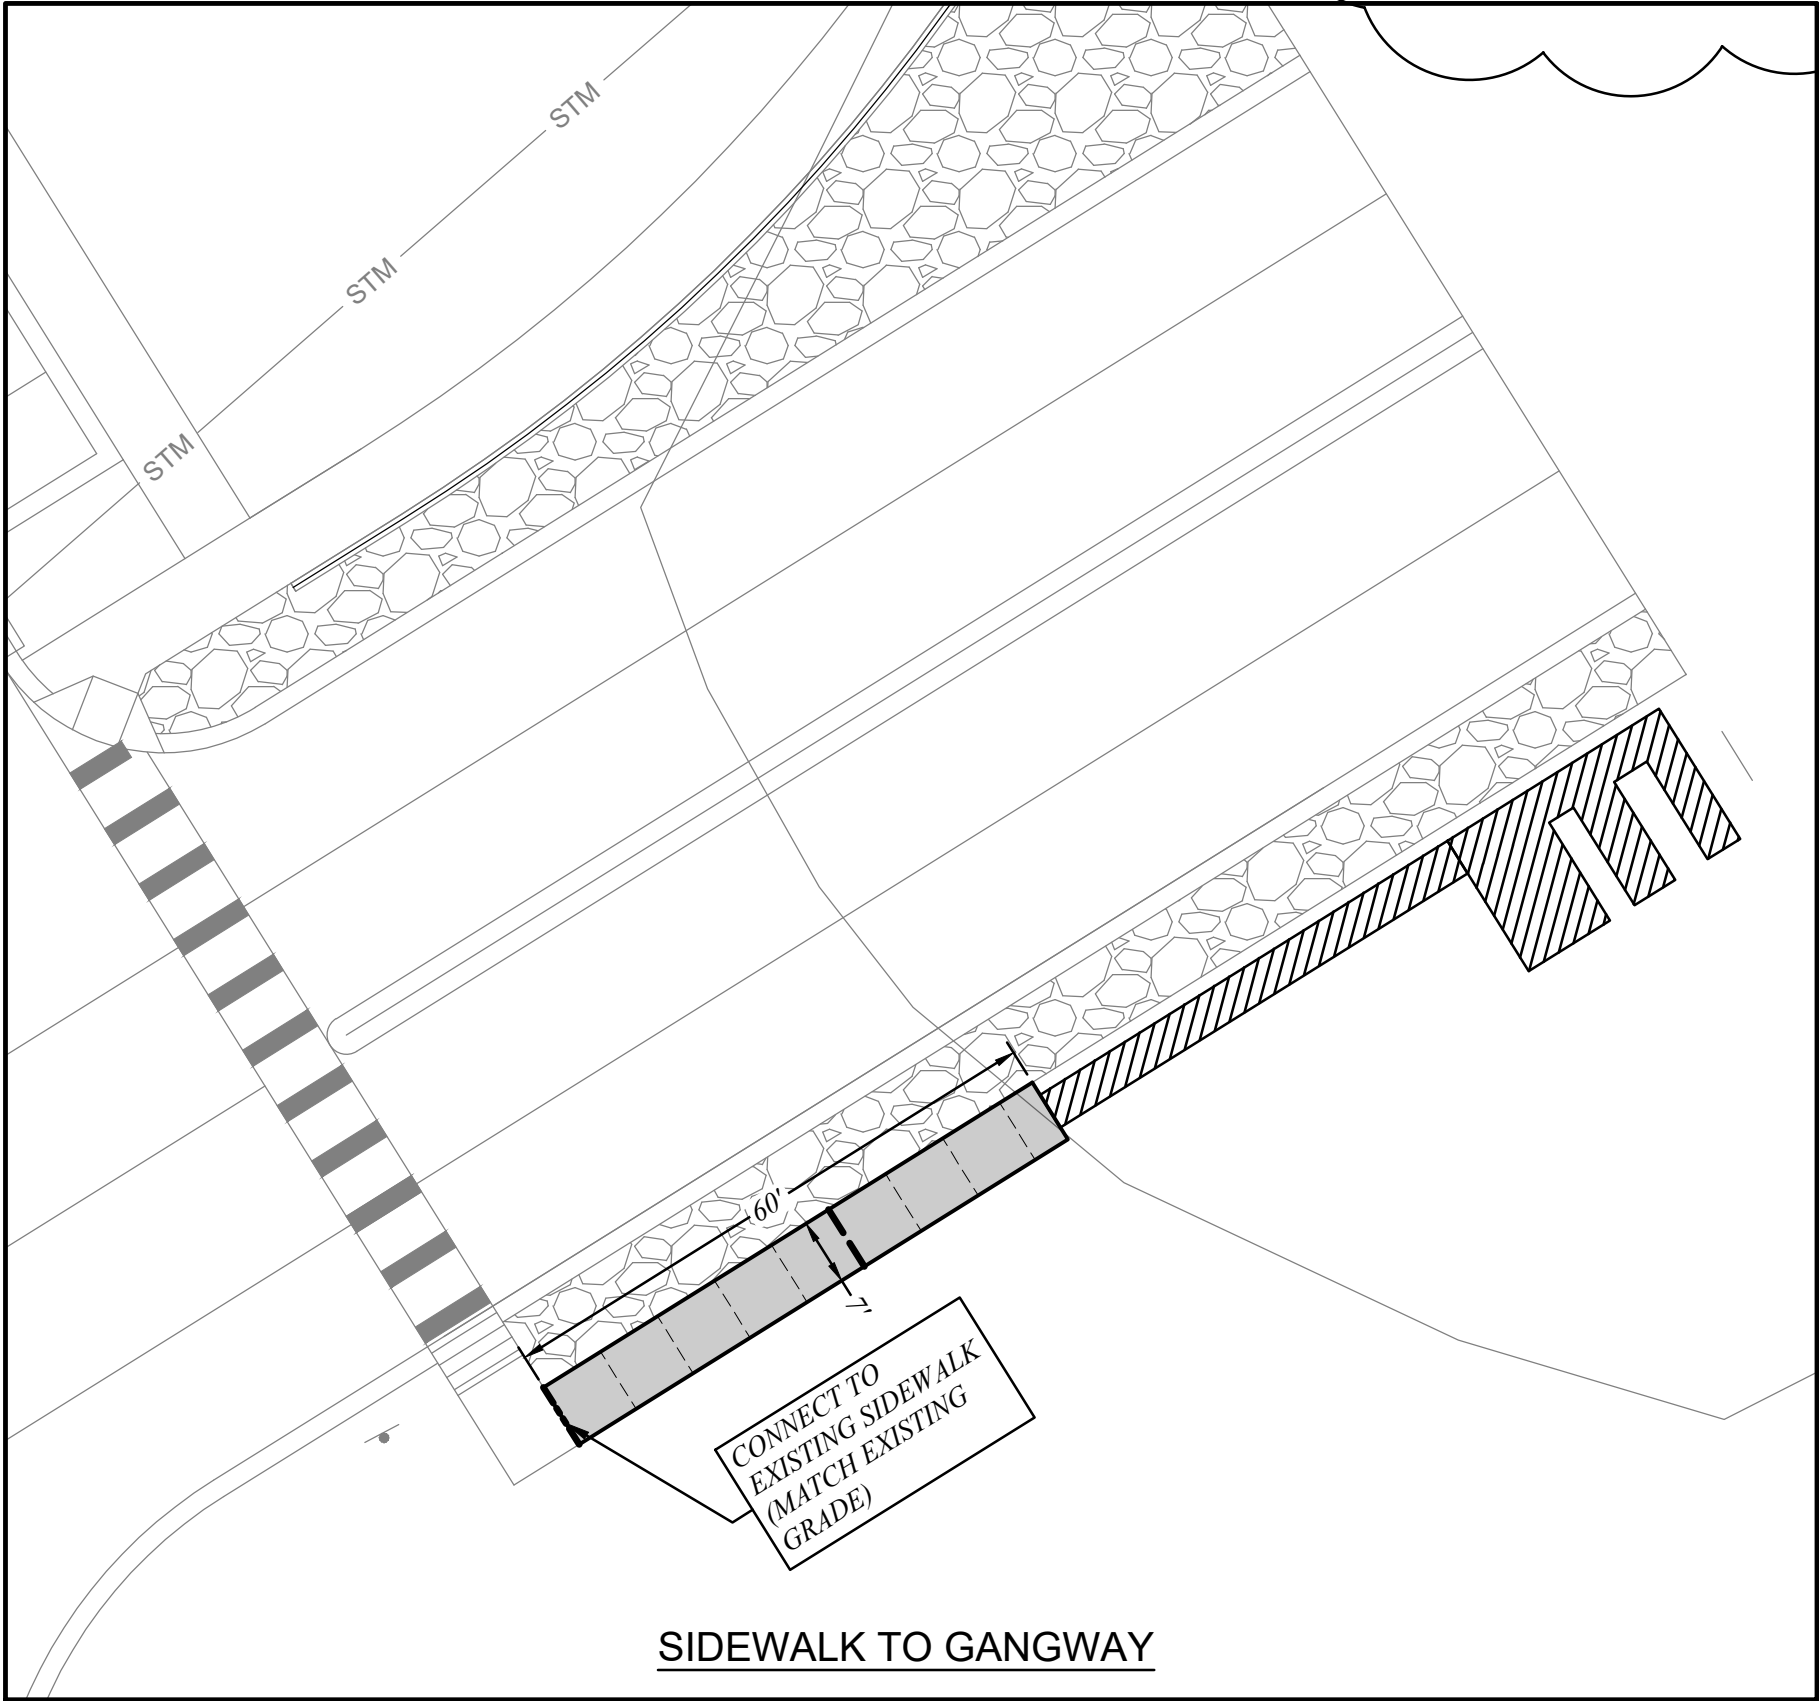 STM
STM
STM
60'
7'
CONNECT TO
EXISTING SIDEWALK
(MATCH EXISTING
GRADE)
SIDEWALK TO GANGWAY